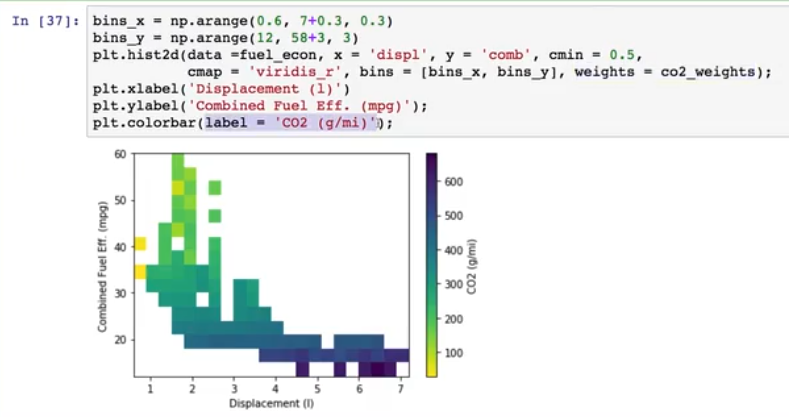 In [37]: bins_x = np.arange(0.6, 7+0.3, 0.3)
bins_y = np.arange(12, 58+3, 3)
plt.hist2d(data =fuel_econ, x = 'displ', y = 'comb', cmin = 0.5,
cmap = 'viridis_r', bins = [bins_x, bins_y], weights = co2_weights);
plt.xlabel('Displacement (l)')
plt.ylabel('Combined Fuel Eff. (mpg)');
plt.colorbar(label = 'CO2 (g/mi)');
60
50
40
30
20
Combined Fuel Eff. (mpg)
1 2 3 4 5 6 7
Displacement (l)
600
500
400
300
200
100
CO2 (g/mi)